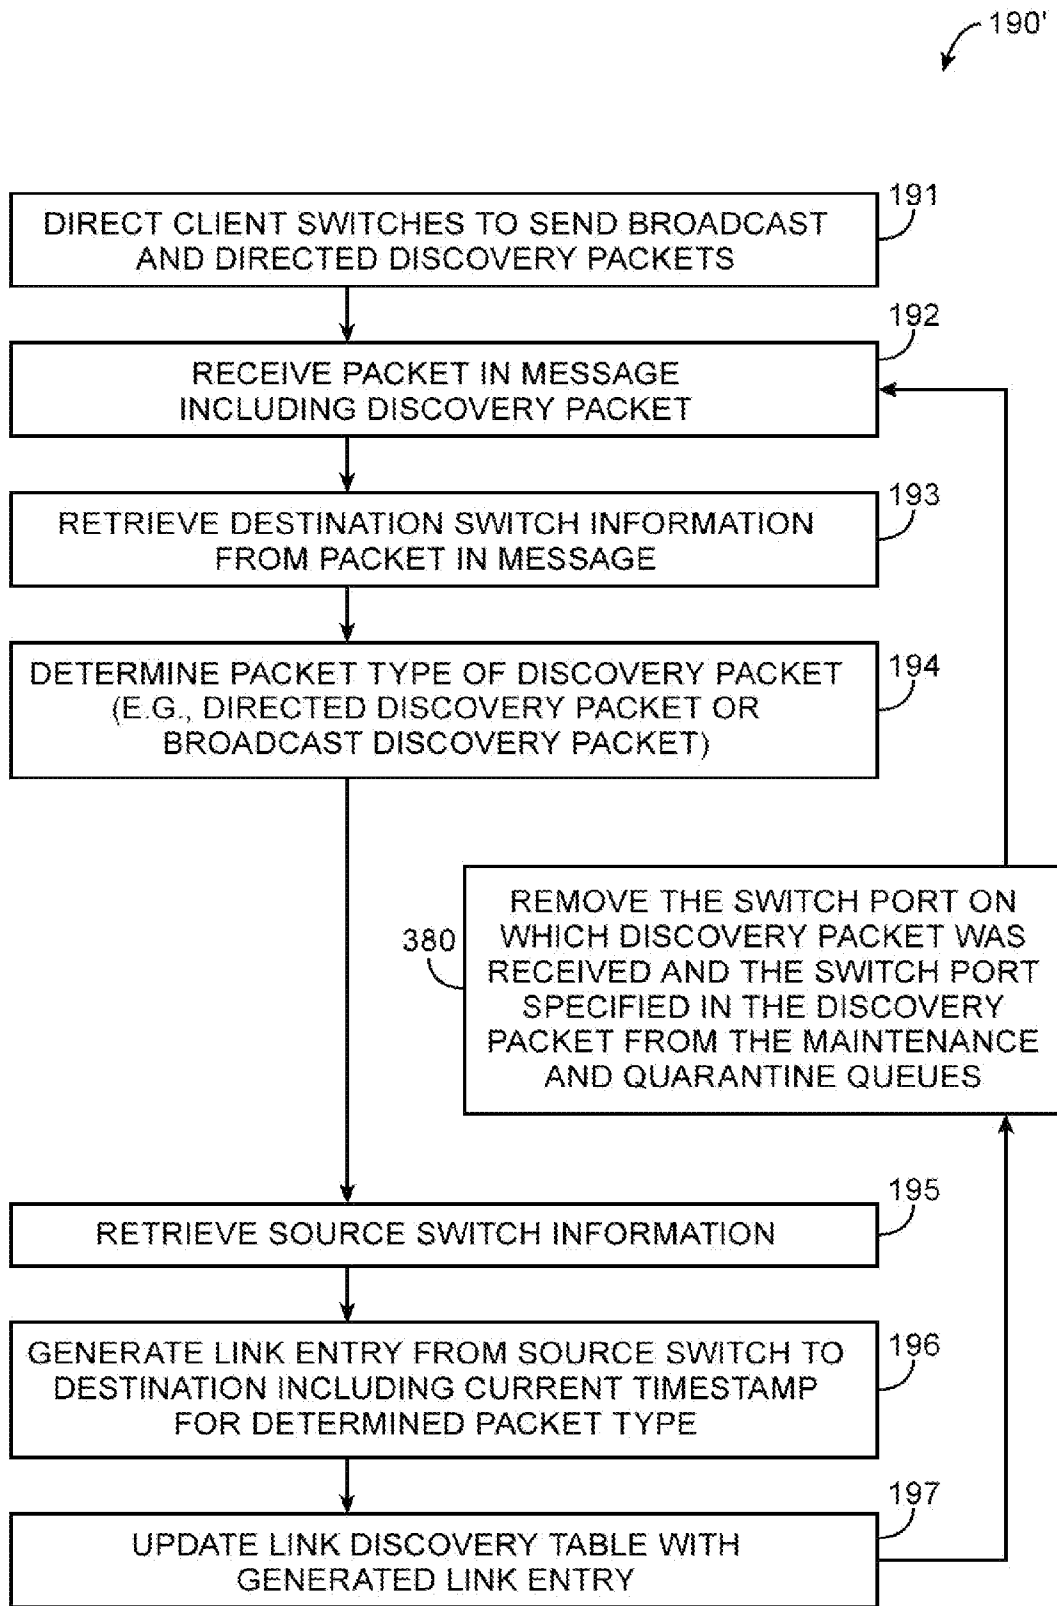 190'
191
DIRECT CLIENT SWITCHES TO SEND BROADCAST
AND DIRECTED DISCOVERY PACKETS
192
RECEIVE PACKET IN MESSAGE
INCLUDING DISCOVERY PACKET
193
RETRIEVE DESTINATION SWITCH INFORMATION
FROM PACKET IN MESSAGE
194
DETERMINE PACKET TYPE OF DISCOVERY PACKET
(E.G., DIRECTED DISCOVERY PACKET OR
BROADCAST DISCOVERY PACKET)
380
REMOVE THE SWITCH PORT ON
WHICH DISCOVERY PACKET WAS
RECEIVED AND THE SWITCH PORT
SPECIFIED IN THE DISCOVERY
PACKET FROM THE MAINTENANCE
AND QUARANTINE QUEUES
195
RETRIEVE SOURCE SWITCH INFORMATION
196
GENERATE LINK ENTRY FROM SOURCE SWITCH TO
DESTINATION INCLUDING CURRENT TIMESTAMP
FOR DETERMINED PACKET TYPE
197
UPDATE LINK DISCOVERY TABLE WITH
GENERATED LINK ENTRY